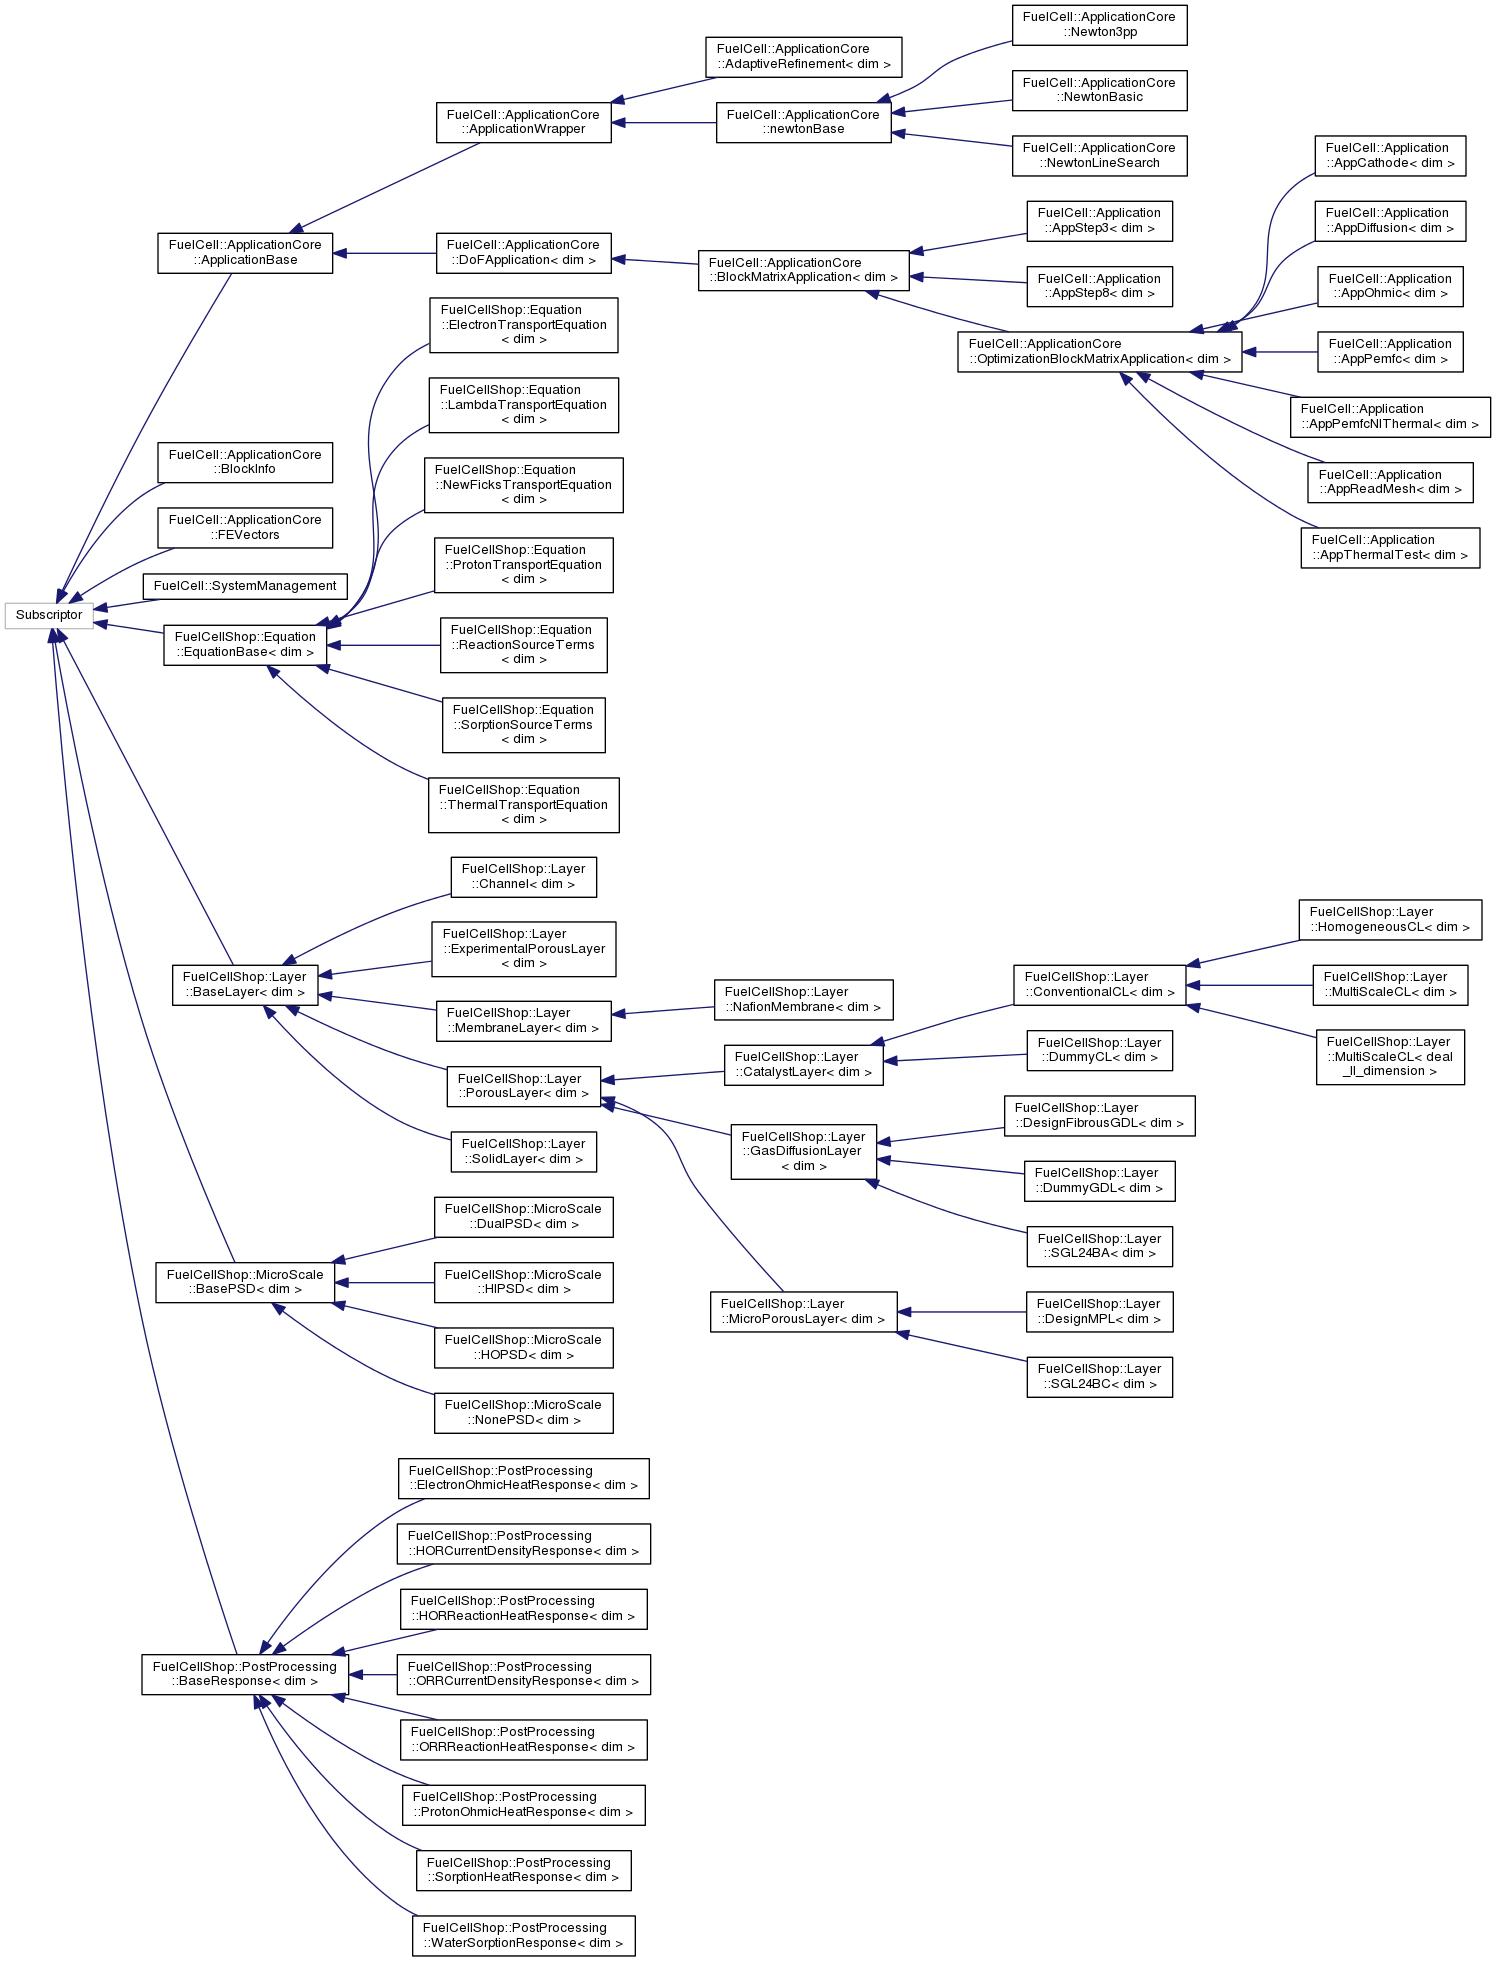 FuelCell::ApplicationCore
::Newton3pp
FuelCell::ApplicationCore
::AdaptiveRefinement< dim >
FuelCell::ApplicationCore
::NewtonBasic
FuelCell::ApplicationCore
::ApplicationWrapper
FuelCell::ApplicationCore
::newtonBase
FuelCell::ApplicationCore
::NewtonLineSearch
FuelCell::Application
::AppCathode< dim >
FuelCell::Application
::AppStep3< dim >
FuelCell::Application
::AppDiffusion< dim >
FuelCell::ApplicationCore
::ApplicationBase
FuelCell::ApplicationCore
::DoFApplication< dim >
FuelCell::ApplicationCore
::BlockMatrixApplication< dim >
FuelCell::Application
::AppStep8< dim >
FuelCell::Application
::AppOhmic< dim >
FuelCellShop::Equation
::ElectronTransportEquation
< dim >
FuelCell::ApplicationCore
::OptimizationBlockMatrixApplication< dim >
FuelCell::Application
::AppPemfc< dim >
FuelCellShop::Equation
::LambdaTransportEquation
< dim >
FuelCell::Application
::AppPemfcNIThermal< dim >
FuelCell::ApplicationCore
::BlockInfo
FuelCellShop::Equation
::NewFicksTransportEquation
< dim >
FuelCell::Application
::AppReadMesh< dim >
FuelCell::ApplicationCore
::FEVectors
FuelCell::Application
::AppThermalTest< dim >
FuelCellShop::Equation
::ProtonTransportEquation
< dim >
FuelCell::SystemManagement
Subscriptor
FuelCellShop::Equation
::EquationBase< dim >
FuelCellShop::Equation
::ReactionSourceTerms
< dim >
FuelCellShop::Equation
::SorptionSourceTerms
< dim >
FuelCellShop::Equation
::ThermalTransportEquation
< dim >
FuelCellShop::Layer
::Channel< dim >
FuelCellShop::Layer
::ExperimentalPorousLayer
< dim >
FuelCellShop::Layer
::HomogeneousCL< dim >
FuelCellShop::Layer
::BaseLayer< dim >
FuelCellShop::Layer
::MembraneLayer< dim >
FuelCellShop::Layer
::NafionMembrane< dim >
FuelCellShop::Layer
::ConventionalCL< dim >
FuelCellShop::Layer
::MultiScaleCL< dim >
FuelCellShop::Layer
::PorousLayer< dim >
FuelCellShop::Layer
::CatalystLayer< dim >
FuelCellShop::Layer
::DummyCL< dim >
FuelCellShop::Layer
::MultiScaleCL< deal
_II_dimension >
FuelCellShop::Layer
::SolidLayer< dim >
FuelCellShop::Layer
::GasDiffusionLayer
< dim >
FuelCellShop::Layer
::DesignFibrousGDL< dim >
FuelCellShop::Layer
::DummyGDL< dim >
FuelCellShop::Layer
::SGL24BA< dim >
FuelCellShop::MicroScale
::DualPSD< dim >
FuelCellShop::MicroScale
::BasePSD< dim >
FuelCellShop::MicroScale
::HIPSD< dim >
FuelCellShop::Layer
::MicroPorousLayer< dim >
FuelCellShop::Layer
::DesignMPL< dim >
FuelCellShop::MicroScale
::HOPSD< dim >
FuelCellShop::Layer
::SGL24BC< dim >
FuelCellShop::MicroScale
::NonePSD< dim >
FuelCellShop::PostProcessing
::ElectronOhmicHeatResponse< dim >
FuelCellShop::PostProcessing
::HORCurrentDensityResponse< dim >
FuelCellShop::PostProcessing
::HORReactionHeatResponse< dim >
FuelCellShop::PostProcessing
::BaseResponse< dim >
FuelCellShop::PostProcessing
::ORRCurrentDensityResponse< dim >
FuelCellShop::PostProcessing
::ORRReactionHeatResponse< dim >
FuelCellShop::PostProcessing
::ProtonOhmicHeatResponse< dim >
FuelCellShop::PostProcessing
::SorptionHeatResponse< dim >
FuelCellShop::PostProcessing
::WaterSorptionResponse< dim >